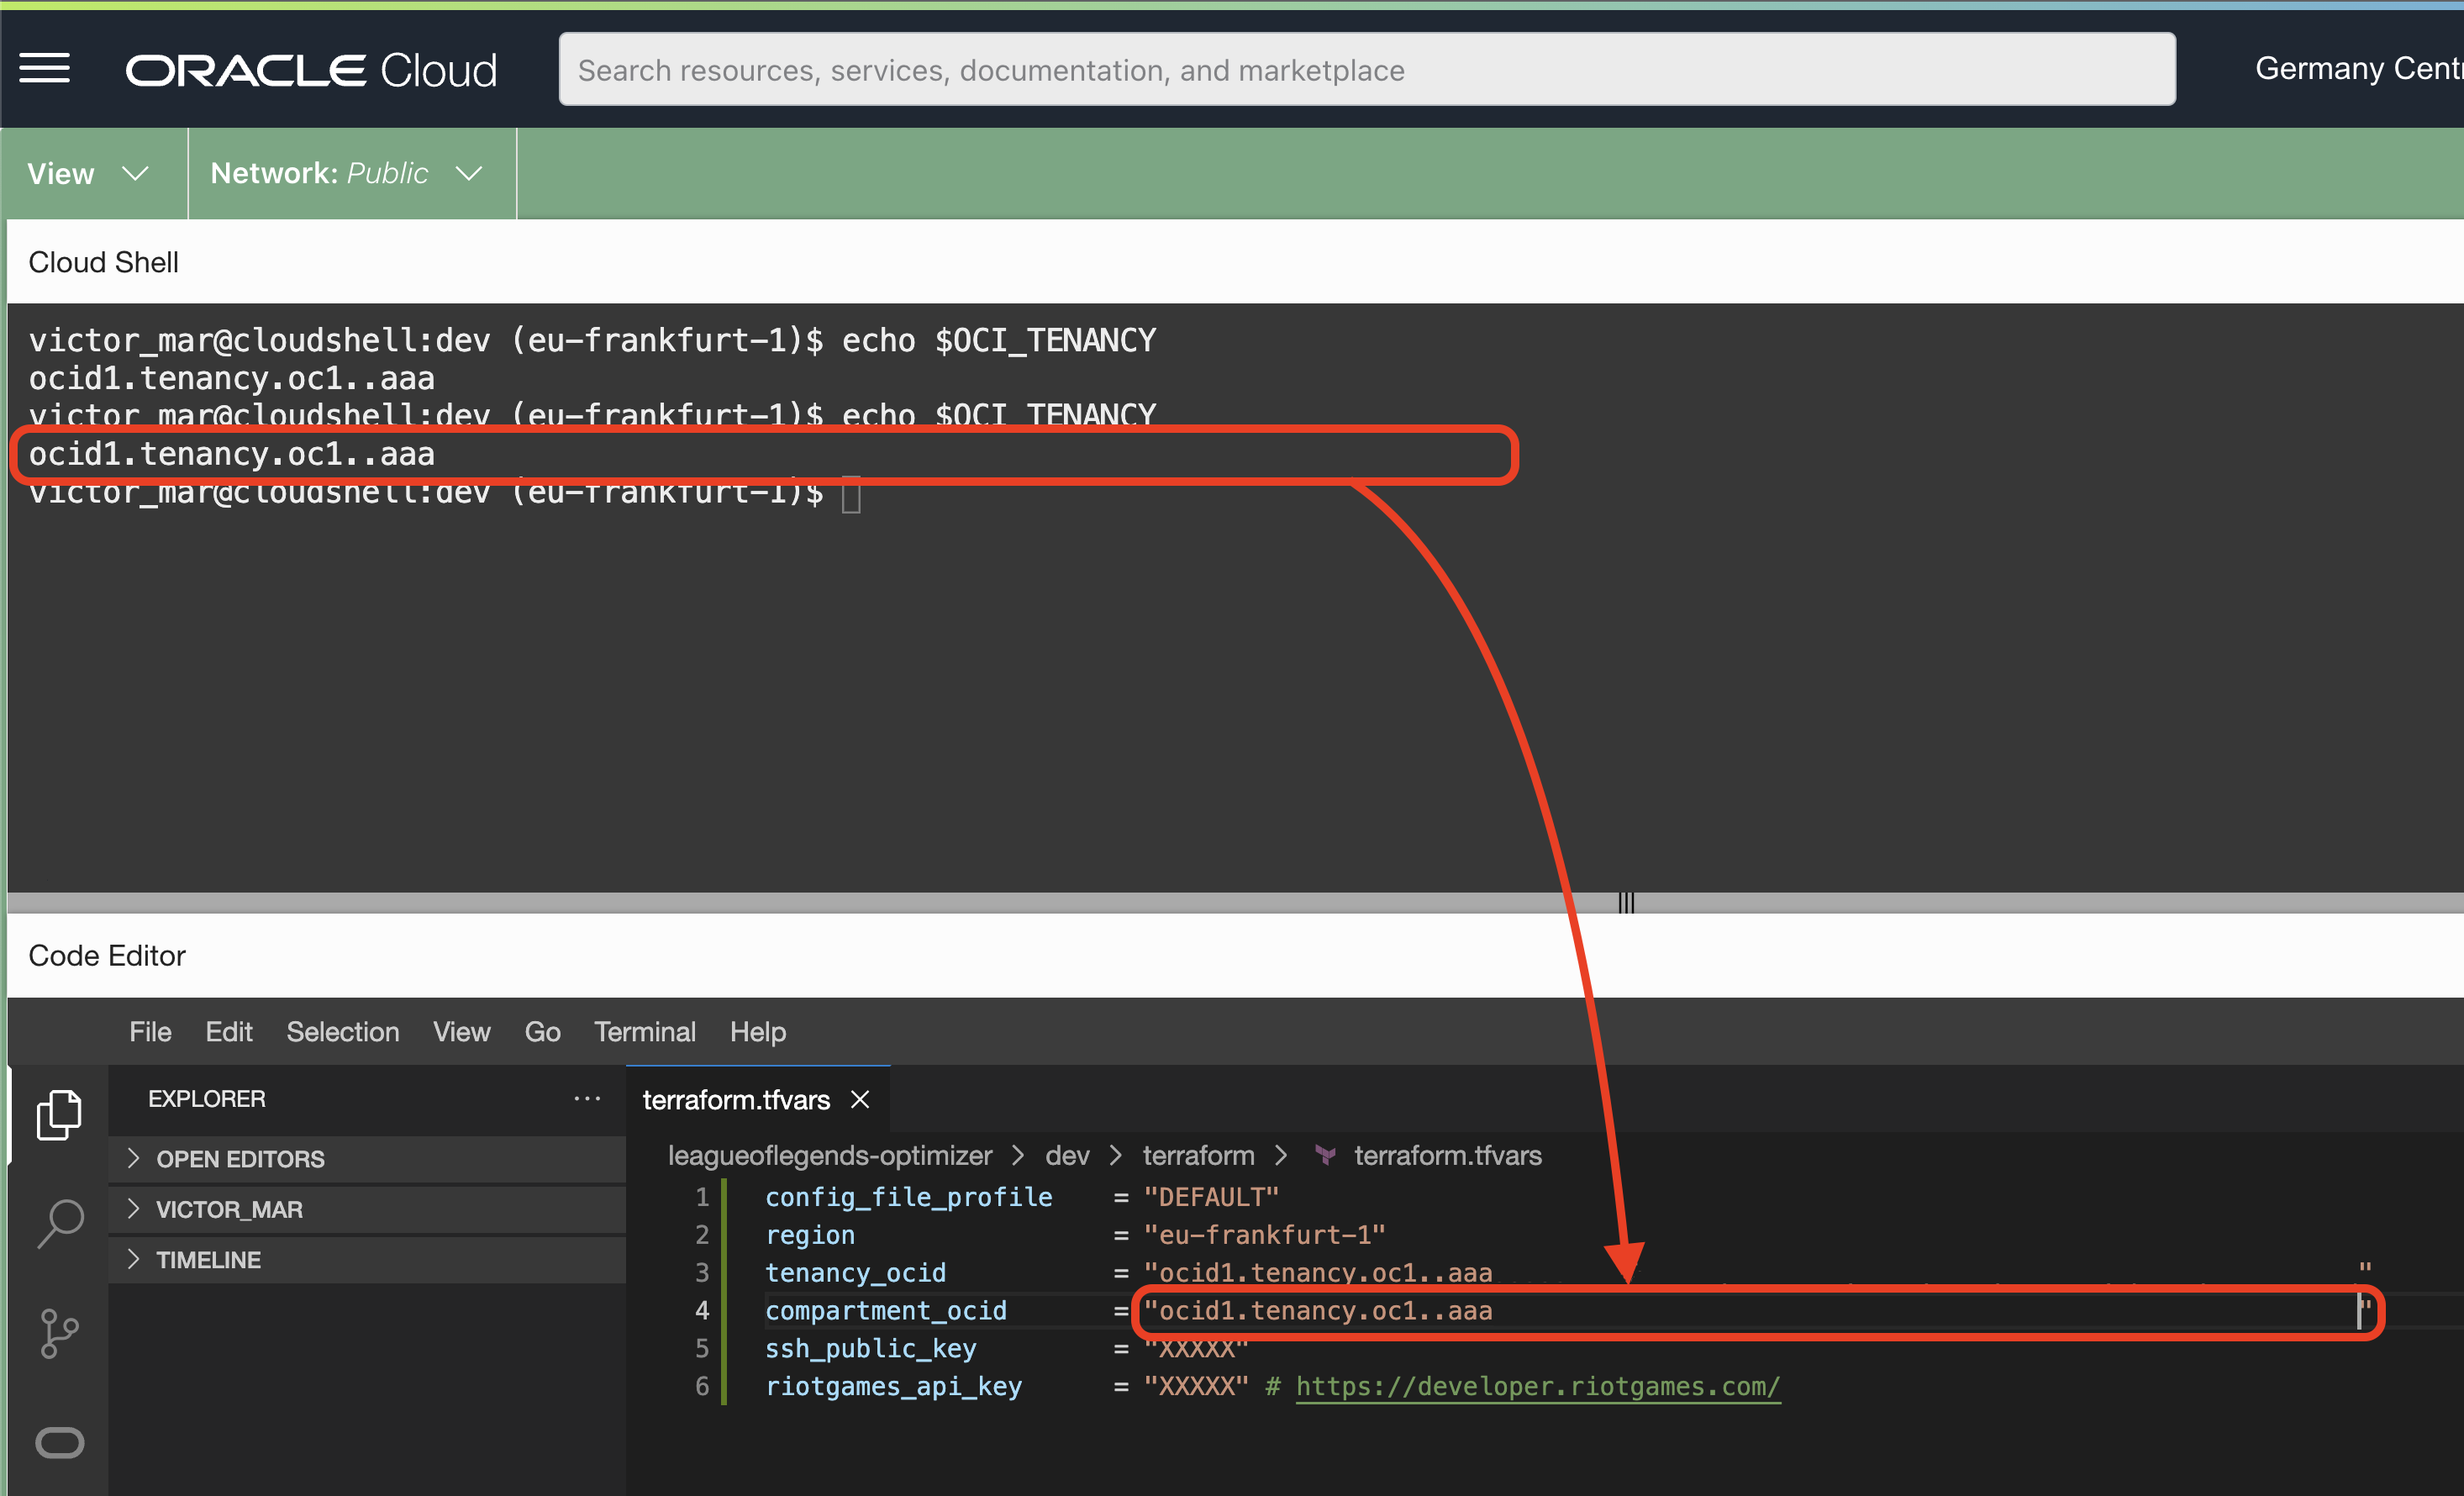 ORACLE Cloud
Search resources, services, documentation, and marketplace
Germany Cent
View
Network: Public
Cloud Shell
victor_mar@cloudshell:dev (eu-frankfurt-1)$ echo $OCI_TENANCY
ocid1.tenancy.oc1..aaa
victor_mar@cloudshell:dev (eu-frankfurt-1)$ echo $OCI_TENANCY
ocid1.tenancy.oc1..aaa
victor_mar@cloudshell:dev (eu-frankfurt-1)$
Code Editor
File Edit Selection View Go Terminal Help
EXPLORER ...
OPEN EDITORS
VICTOR_MAR
TIMELINE
terraform.tfvars
leagueoflegends-optimizer > dev > terraform > terraform.tfvars
1 config_file_profile = "DEFAULT"
2 region = "eu-frankfurt-1"
3 tenancy_ocid = "ocid1.tenancy.oc1..aaa "
4 compartment_ocid = "ocid1.tenancy.oc1..aaa "
5 ssh_public_key = "XXXXX"
6 riotgames_api_key = "XXXXX" # https://developer.riotgames.com/